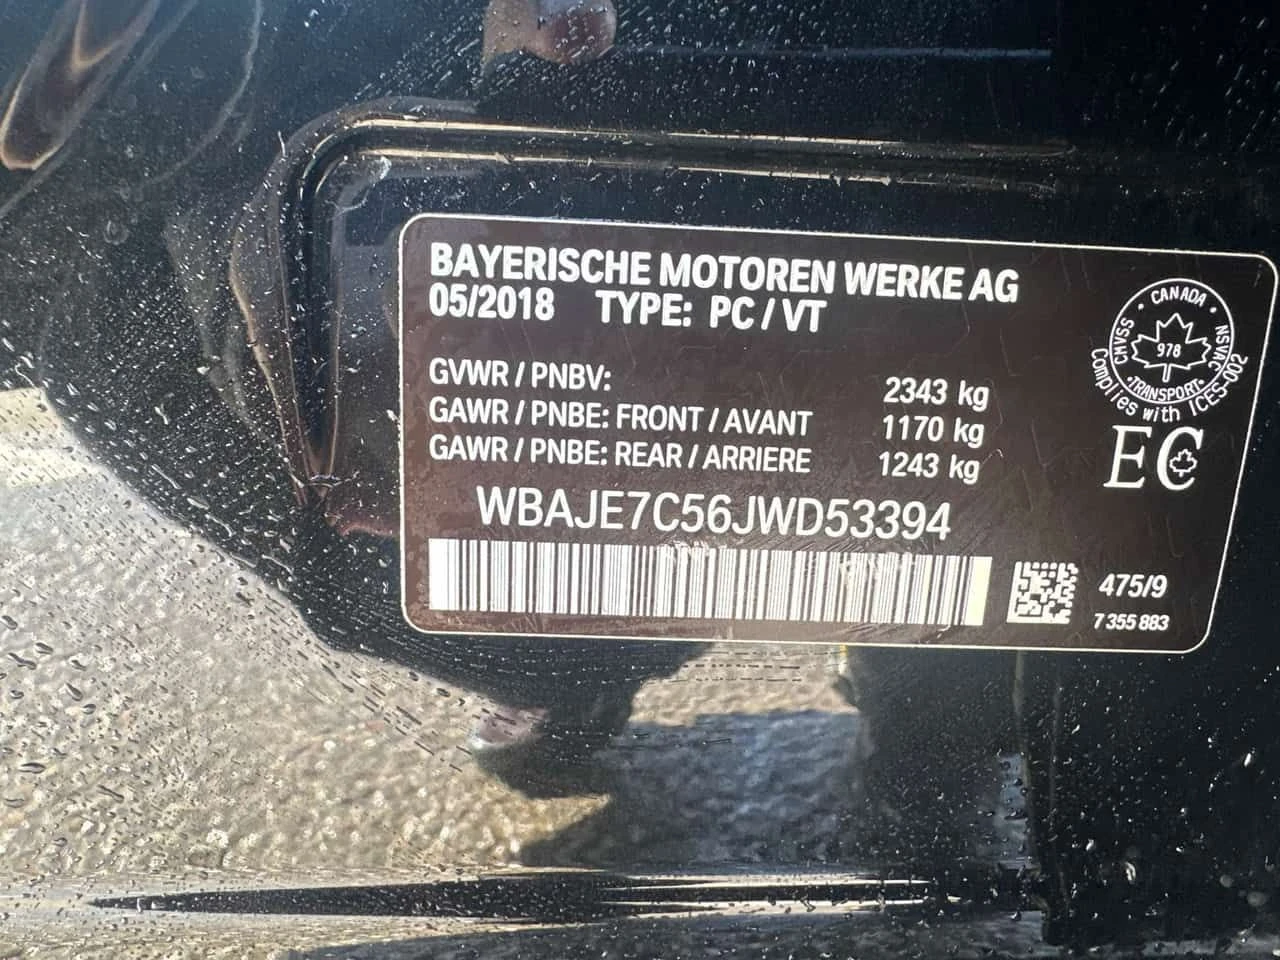 BAYERISCHE MOTOREN WERKE AG
05/2018 TYPE: PC / VT
GVWR / PNBV: 2343 kg
GAWR / PNBE: FRONT / AVANT 1170 kg
GAWR / PNBE: REAR / ARRIERE 1243 kg
WBAJE7C56JWD53394
475/9
7 355 883
CANADA
CMVSS
NSVAC
978
TRANSPORT
Complies with ICES-002
EC